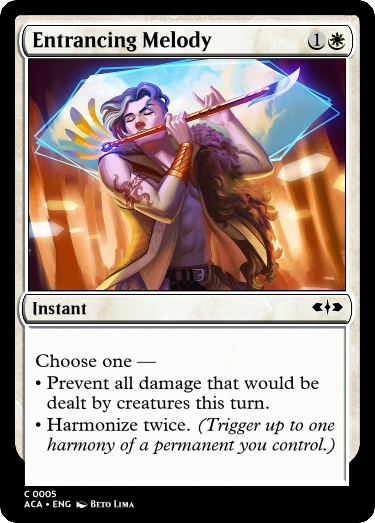 Entrancing Melody 1
Instant
Choose one —
• Prevent all damage that would be
dealt by creatures this turn.
• Harmonize twice. (Trigger up to one
harmony of a permanent you control.)
C 0005
ACA • ENG Beto Lima